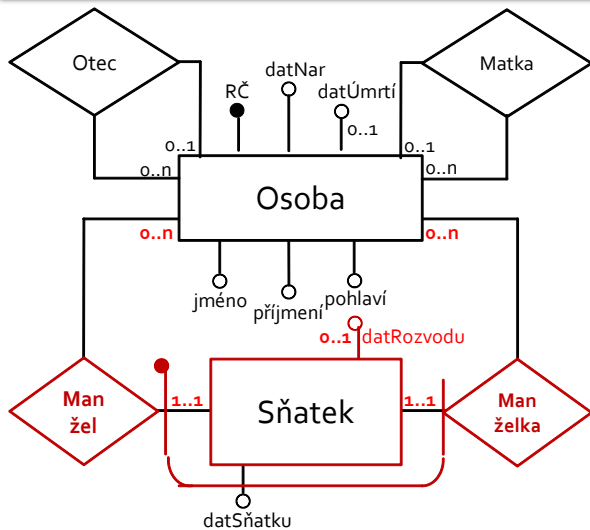 Otec
datNar
Matka
RČ
datÚmrtí
0..1
0..1
0..1
0..n
0..n
Osoba
0..n
0..n
jméno
příjmení
pohlaví
0..1
datRozvodu
Man
žel
1..1
Sňatek
1..1
Man
želka
datSňatku